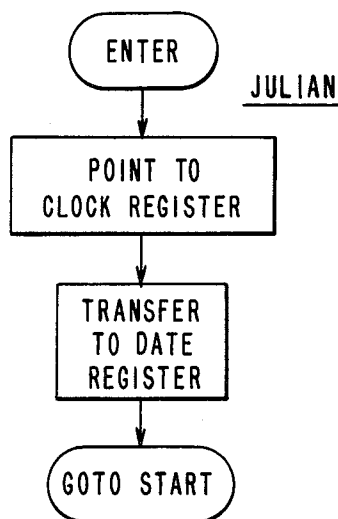 ENTER
JULIAN
POINT TO
CLOCK REGISTER
TRANSFER
TO DATE
REGISTER
GOTO START